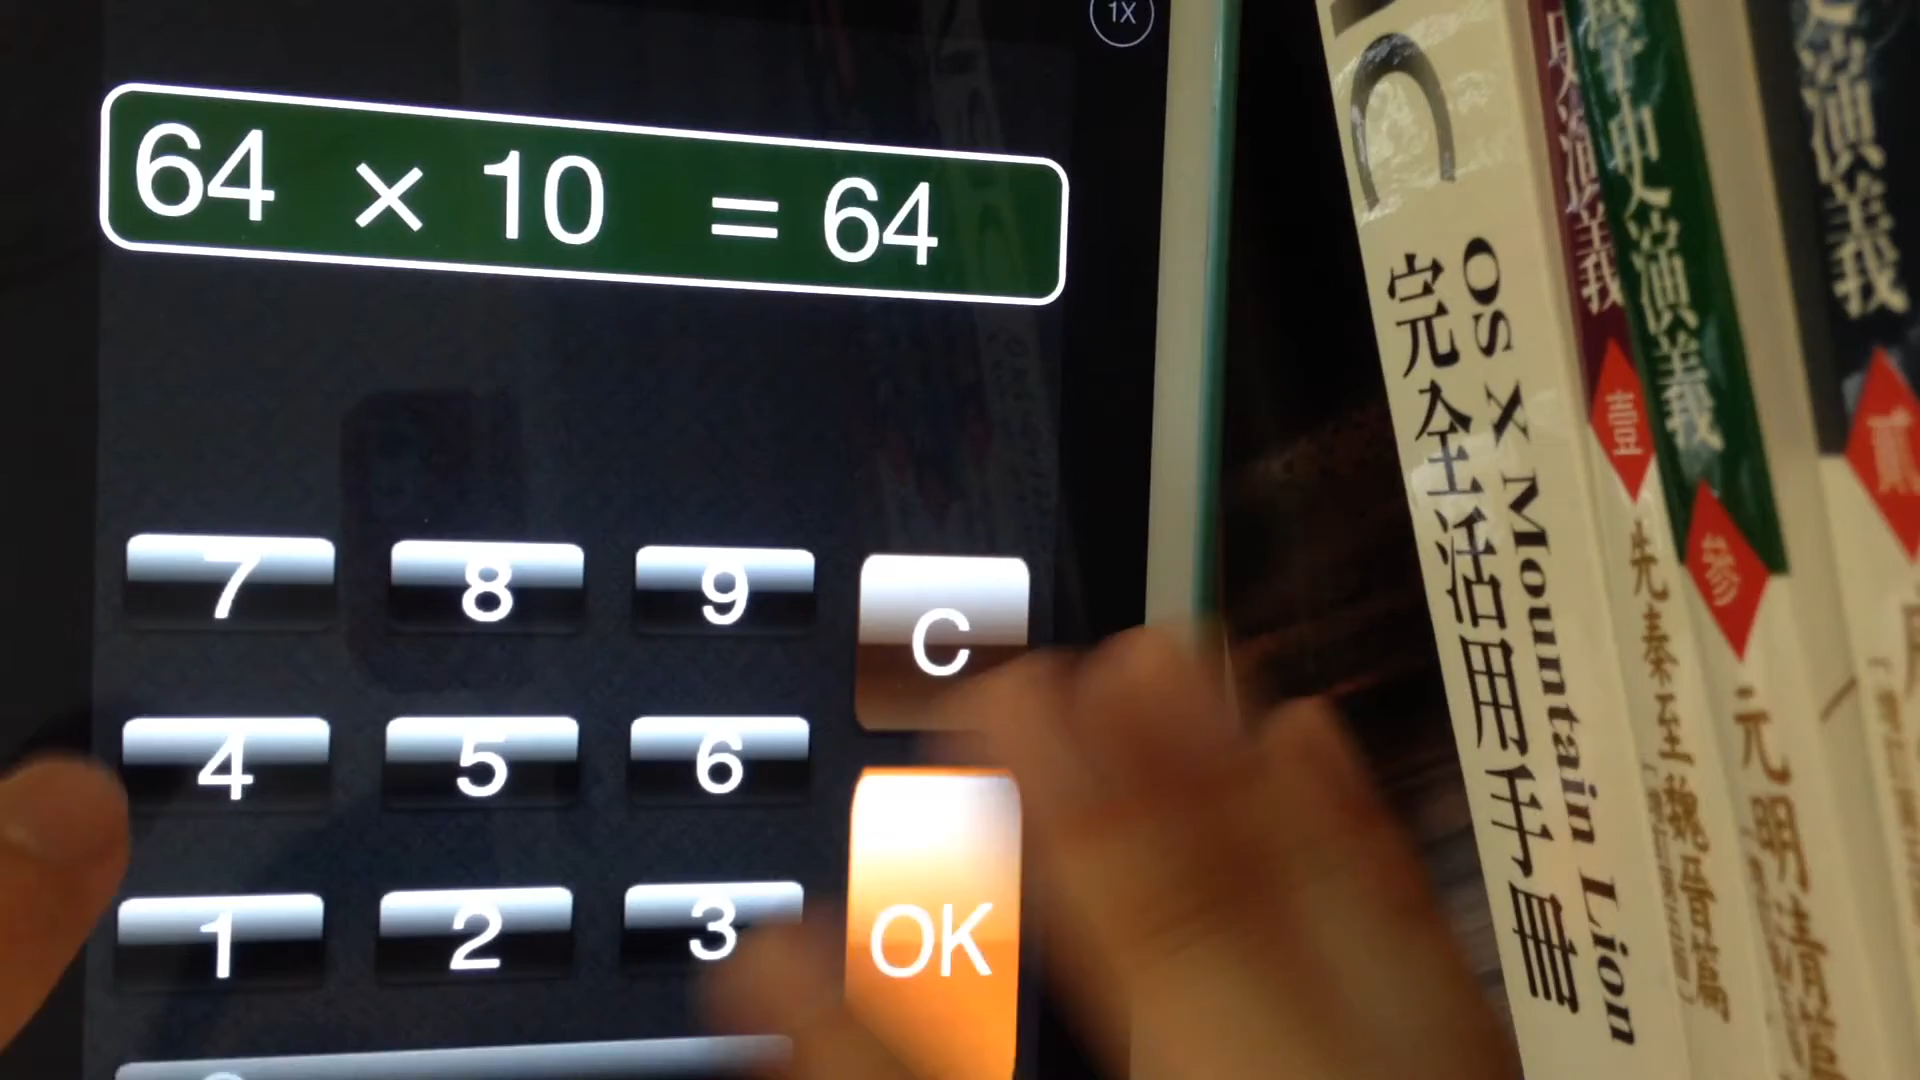 1X
64 × 10 = 64
7 8 9 C
4 5 6
1 2 3 OK
OS X Mountain Lion
完全活用手冊
演義
壹
先秦至魏晉篇
學史演義
參
元明清篇
演義
貳